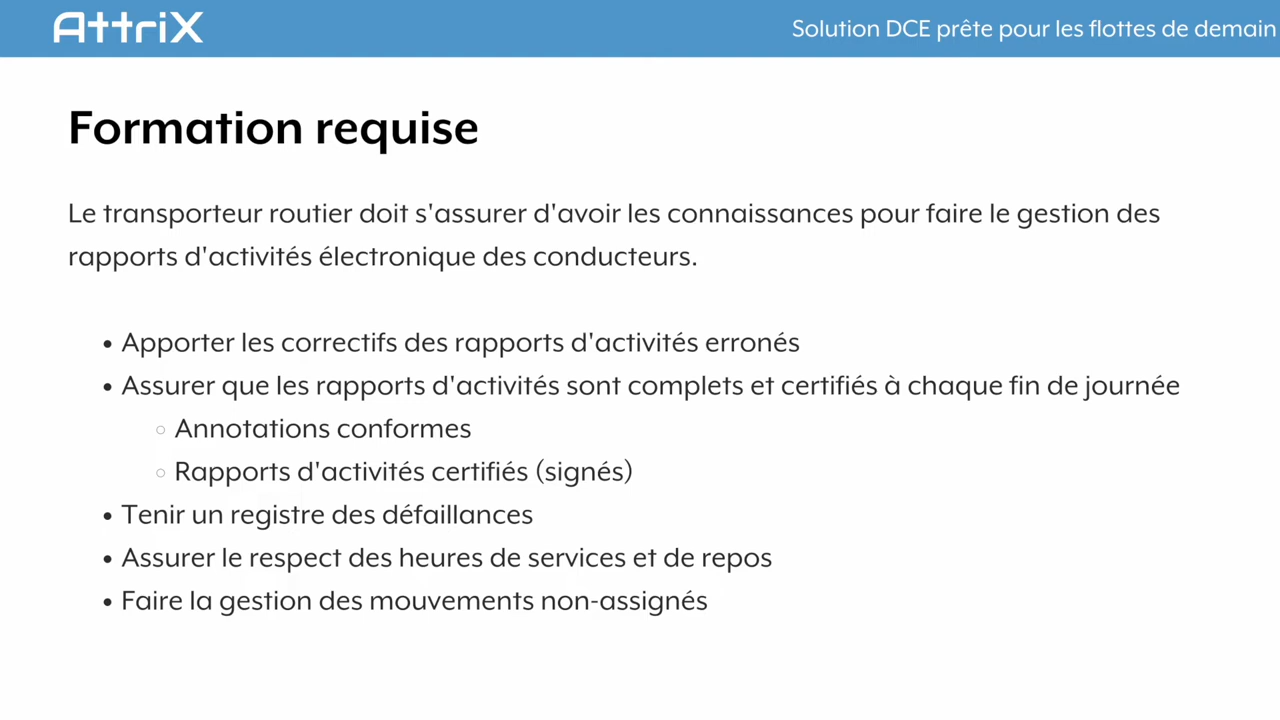 AttriX
Solution DCE prête pour les flottes de demain
Formation requise
Le transporteur routier doit s'assurer d'avoir les connaissances pour faire le gestion des
rapports d'activités électronique des conducteurs.
• Apporter les correctifs des rapports d'activités erronés
• Assurer que les rapports d'activités sont complets et certifiés à chaque fin de journée
○ Annotations conformes
○ Rapports d'activités certifiés (signés)
• Tenir un registre des défaillances
• Assurer le respect des heures de services et de repos
• Faire la gestion des mouvements non-assignés